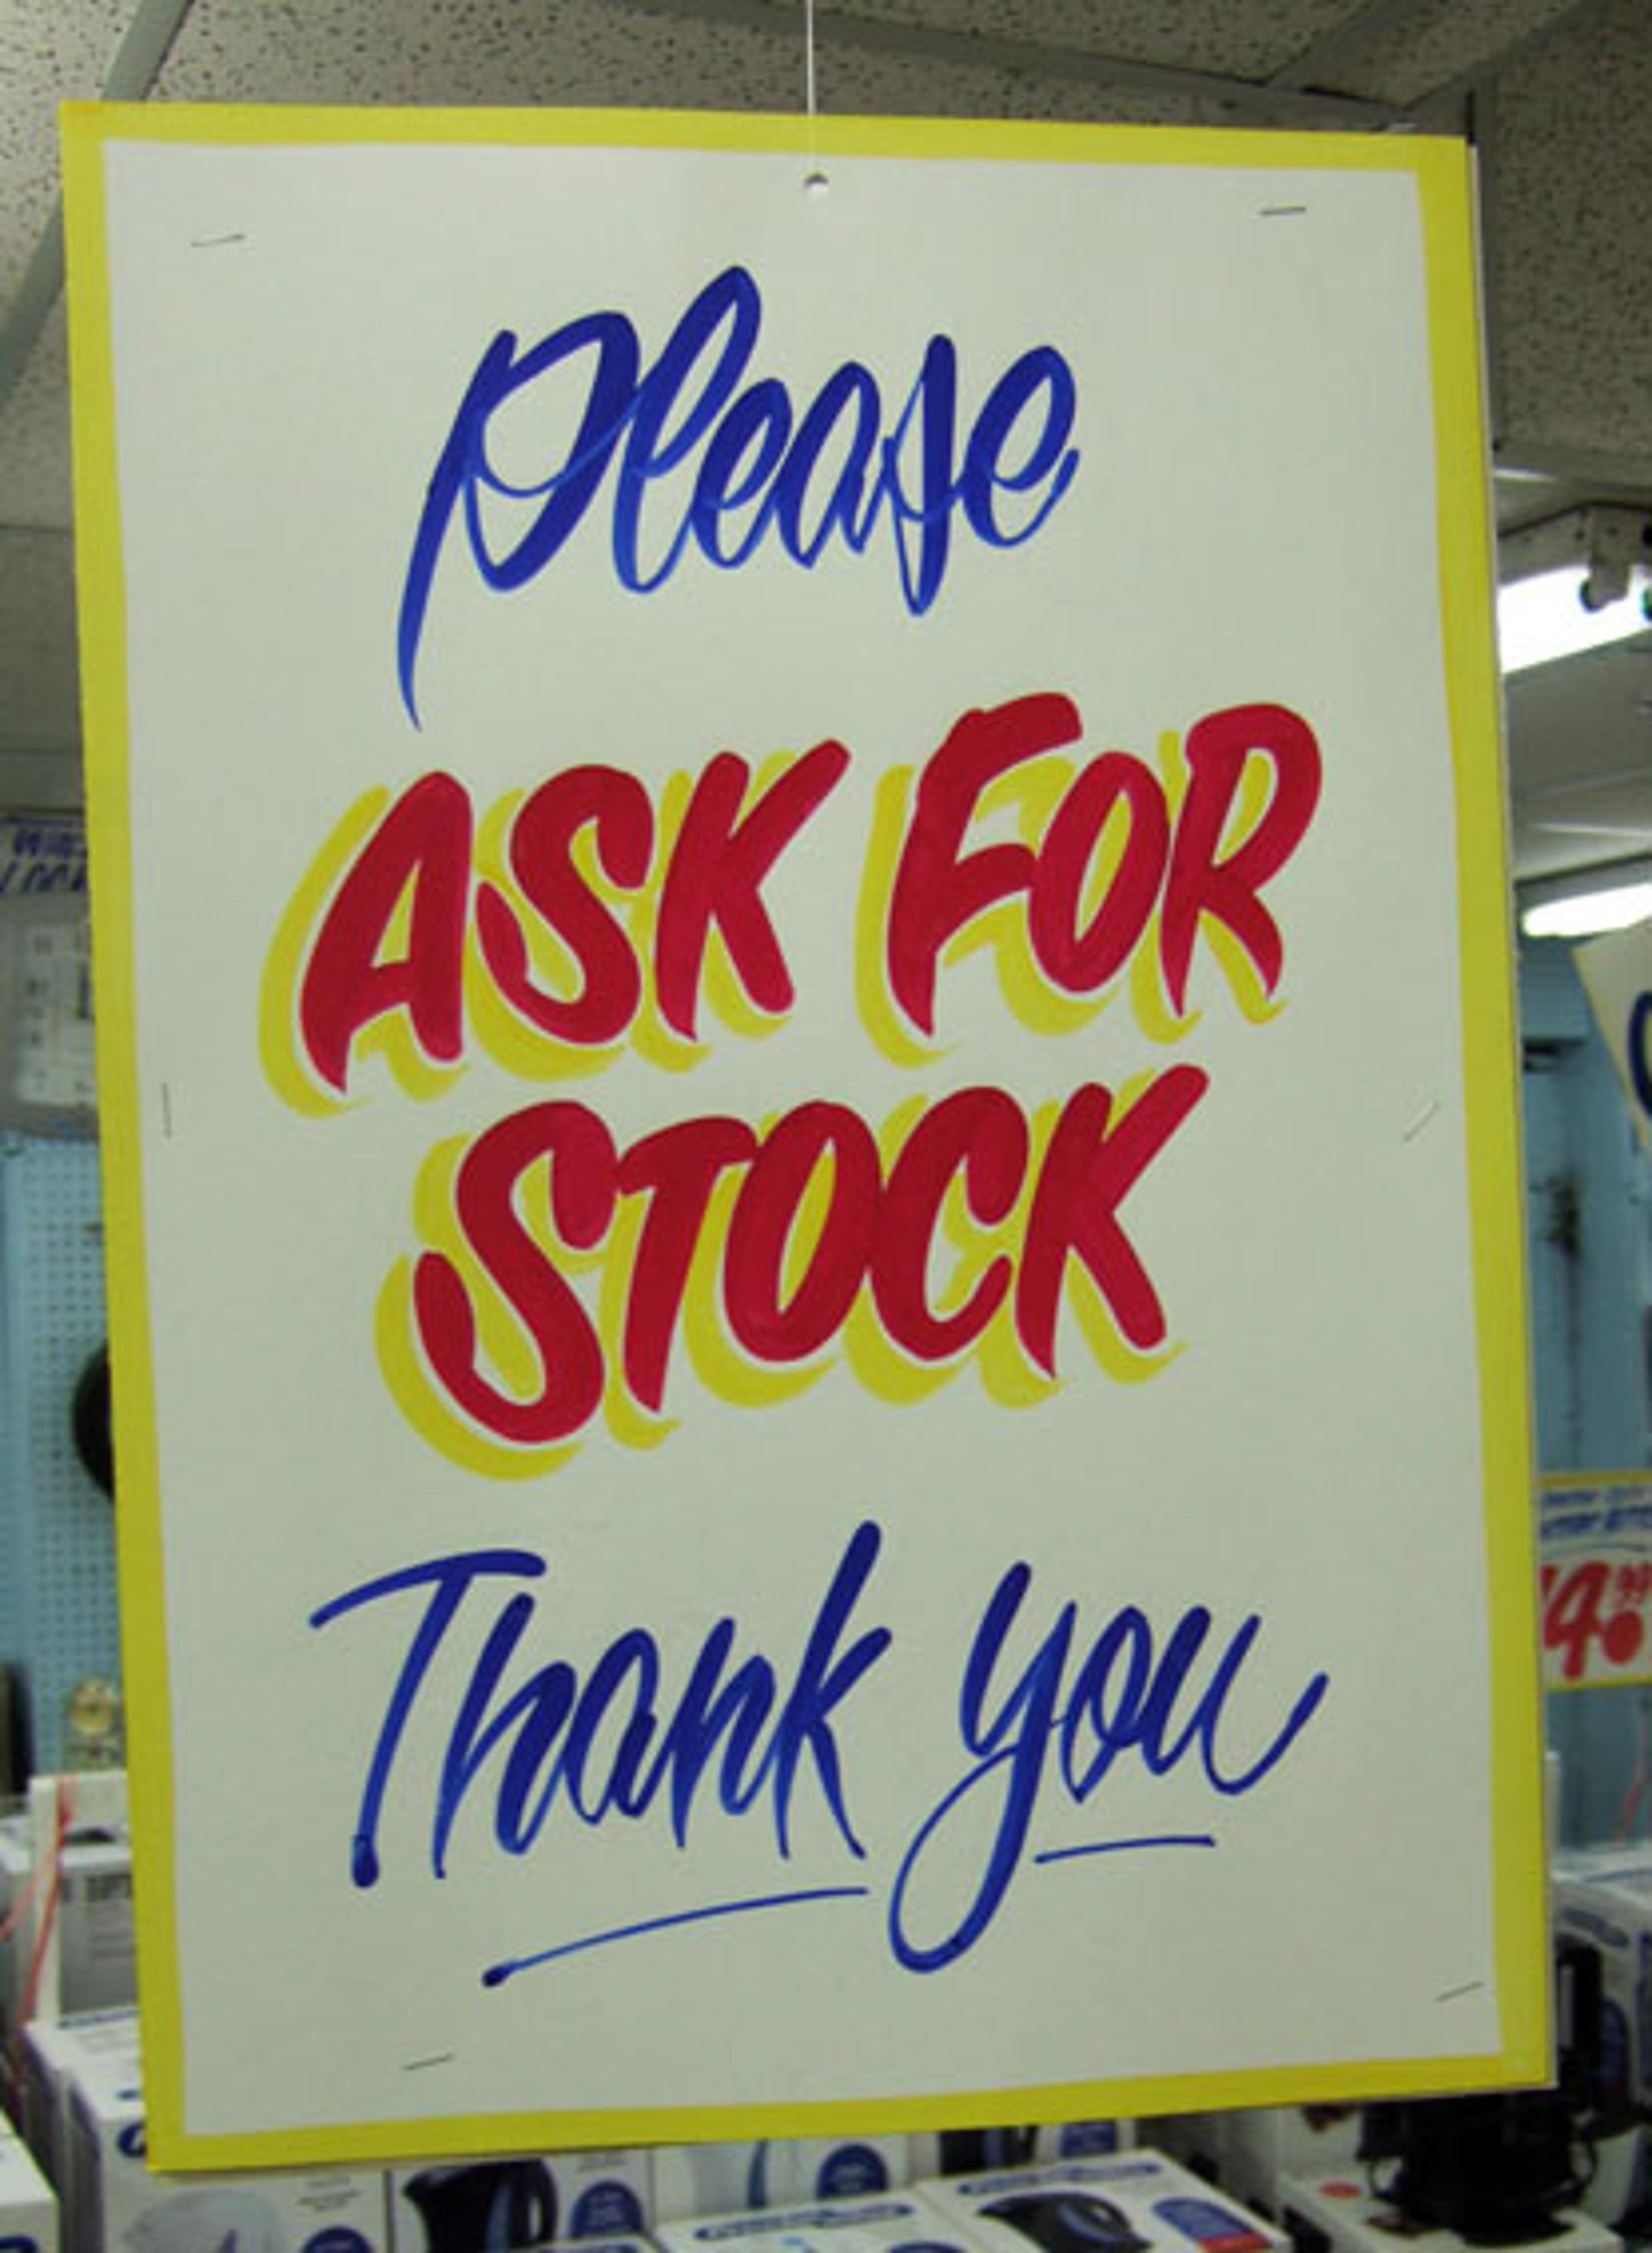 Please
ASK FOR
STOCK
Thank you